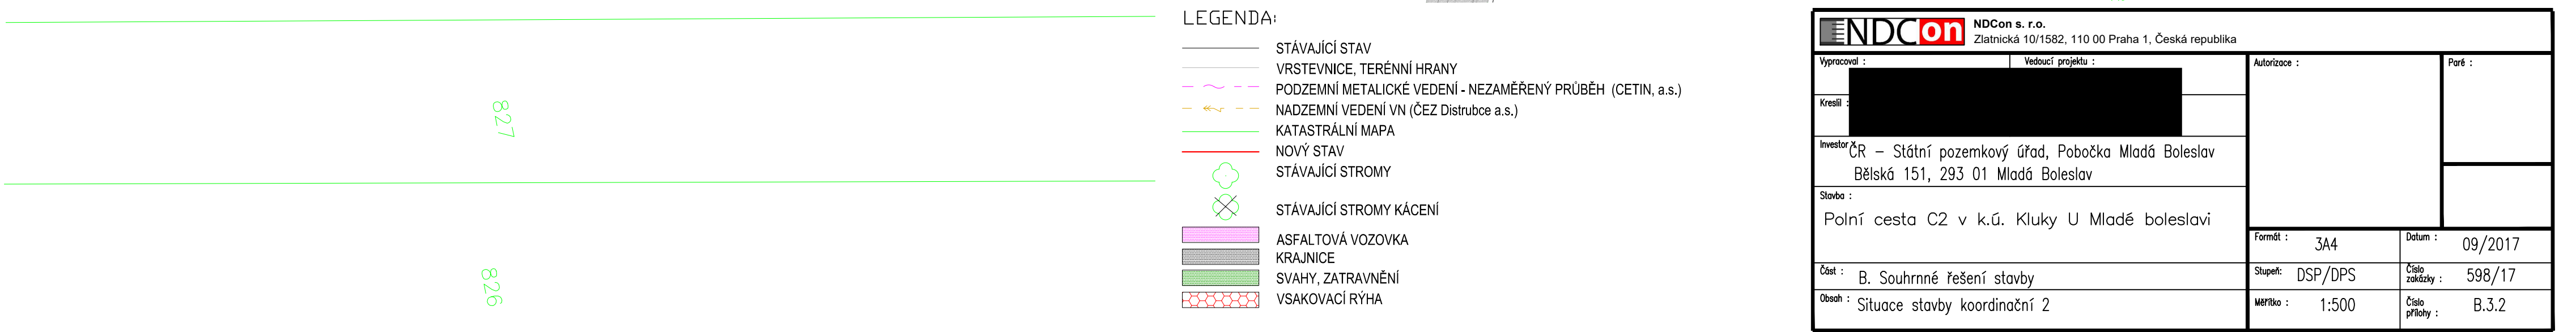 827
826
LEGENDA:
STÁVAJÍCÍ STAV
VRSTEVNICE, TERÉNNÍ HRANY
PODZEMNÍ METALICKÉ VEDENÍ - NEZAMĚŘENÝ PRŮBĚH (CETIN, a.s.)
NADZEMNÍ VEDENÍ VN (ČEZ Distrubce a.s.)
KATASTRÁLNÍ MAPA
NOVÝ STAV
STÁVAJÍCÍ STROMY
STÁVAJÍCÍ STROMY KÁCENÍ
ASFALTOVÁ VOZOVKA
KRAJNICE
SVAHY, ZATRAVNĚNÍ
VSAKOVACÍ RÝHA
NDCon
NDCon s. r.o.
Zlatnická 10/1582, 110 00 Praha 1, Česká republika
Vypracoval :
Vedoucí projektu :
Autorizace :
Paré :
Kreslil :
Investor :
ČR – Státní pozemkový úřad, Pobočka Mladá Boleslav
Bělská 151, 293 01 Mladá Boleslav
Stavba :
Polní cesta C2 v k.ú. Kluky U Mladé boleslavi
Formát : 3A4
Datum : 09/2017
Část : B. Souhrnné řešení stavby
Stupeň: DSP/DPS
Číslo
zakázky : 598/17
Obsah : Situace stavby koordinační 2
Měřítko : 1:500
Číslo
přílohy : B.3.2